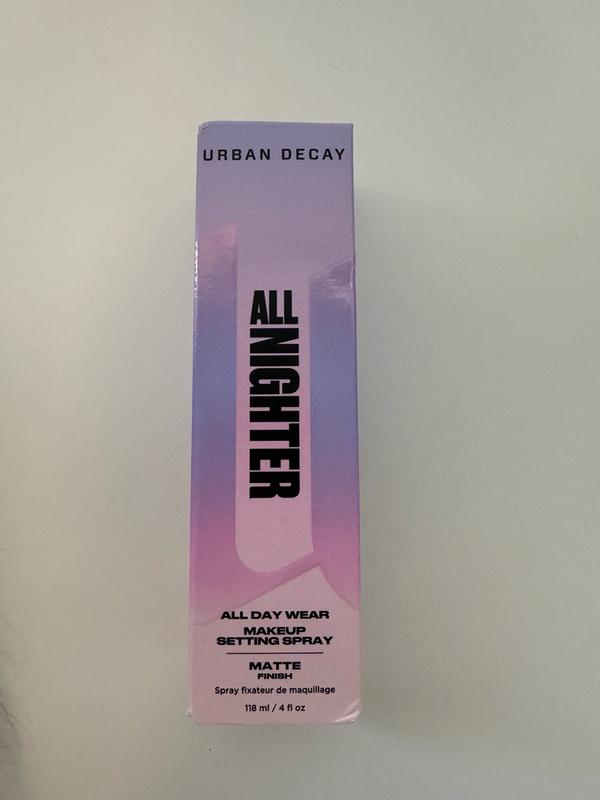 URBAN DECAY
ALL
NIGHTER
ALL DAY WEAR
MAKEUP
SETTING SPRAY
MATTE
FINISH
Spray fixateur de maquillage
118 ml / 4 fl oz